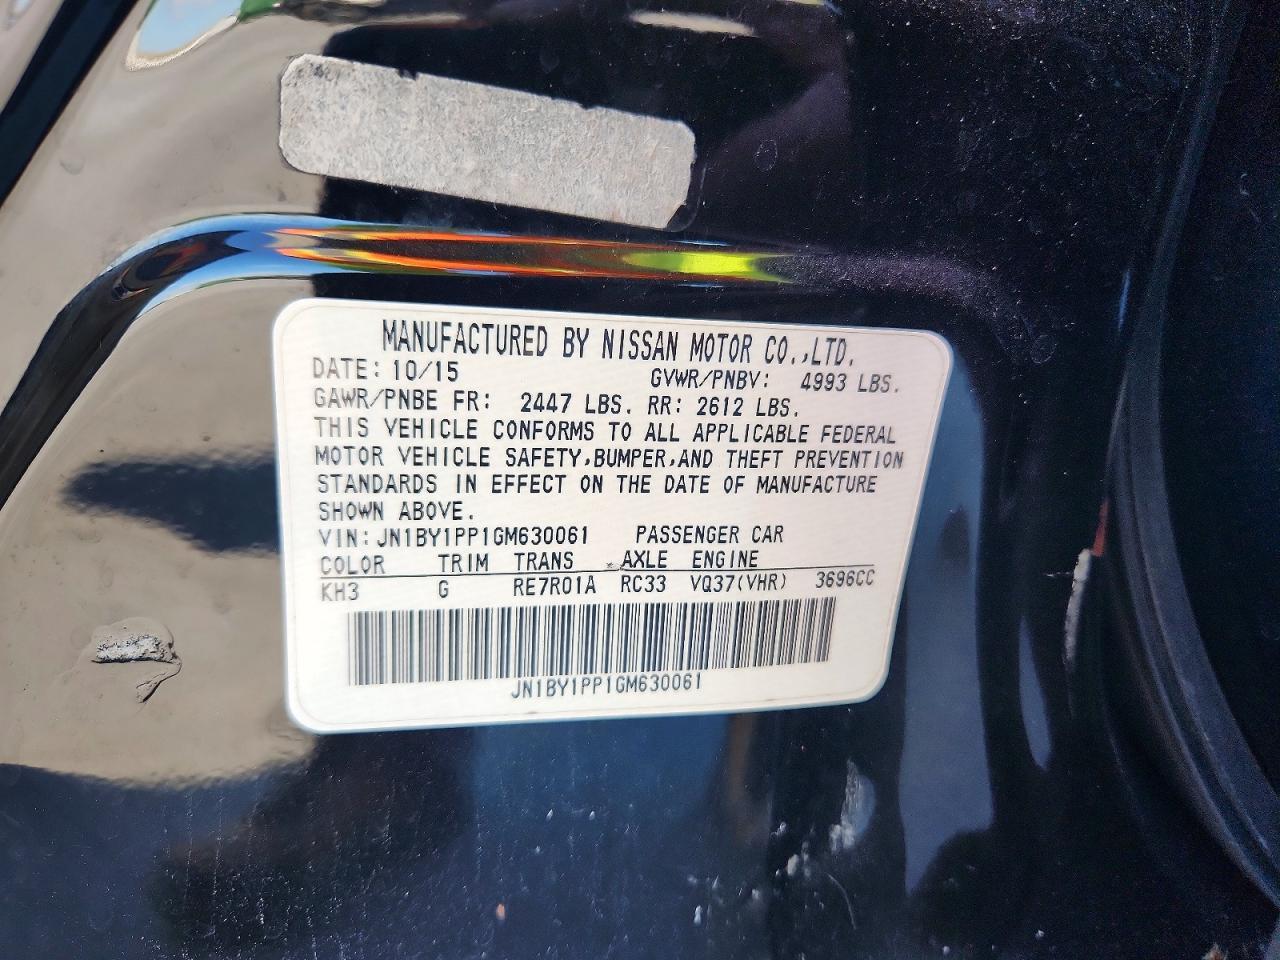 MANUFACTURED BY NISSAN MOTOR CO.,LTD.
DATE: 10/15 GVWR/PNBV: 4993 LBS.
GAWR/PNBE FR: 2447 LBS. RR: 2612 LBS.
THIS VEHICLE CONFORMS TO ALL APPLICABLE FEDERAL
MOTOR VEHICLE SAFETY,BUMPER,AND THEFT PREVENTION
STANDARDS IN EFFECT ON THE DATE OF MANUFACTURE
SHOWN ABOVE.
VIN:JN1BY1PP1GM630061 PASSENGER CAR
COLOR TRIM TRANS AXLE ENGINE
KH3 G RE7R01A RC33 VQ37(VHR) 3696CC
JN1BY1PP1GM630061